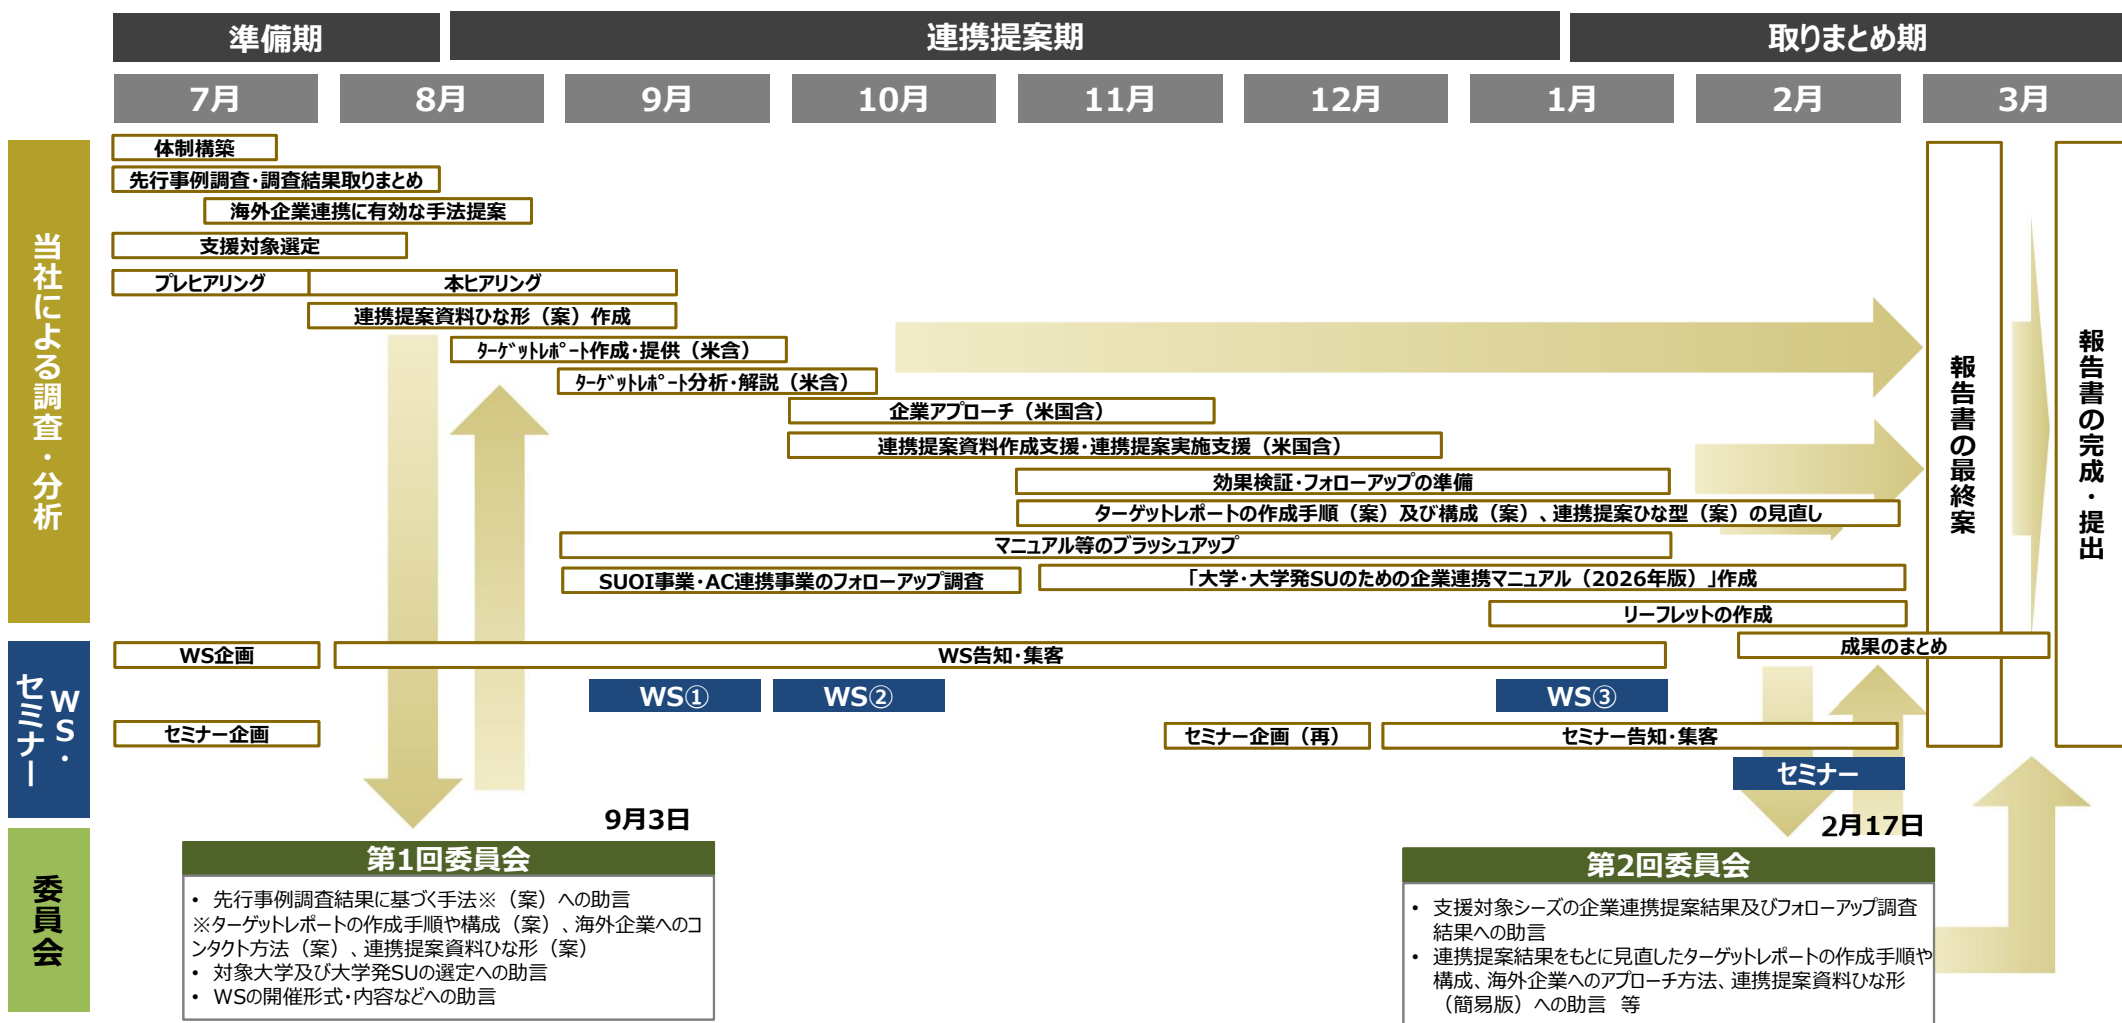 準備期
連携提案期
取りまとめ期
7月
8月
9月
10月
11月
12月
1月
2月
3月
当社による調査・分析
体制構築
先行事例調査・調査結果取りまとめ
海外企業連携に有効な手法提案
支援対象選定
プレヒアリング
本ヒアリング
連携提案資料ひな形（案）作成
ﾀｰｹﾞｯﾄﾚﾎﾟｰﾄ作成・提供（米含）
ﾀｰｹﾞｯﾄﾚﾎﾟｰﾄ分析・解説（米含）
企業アプローチ（米国含）
連携提案資料作成支援・連携提案実施支援（米国含）
効果検証・フォローアップの準備
ターゲットレポートの作成手順（案）及び構成（案）、連携提案ひな型（案）の見直し
マニュアル等のブラッシュアップ
SUOI事業・AC連携事業のフォローアップ調査
「大学・大学発SUのための企業連携マニュアル（2026年版）」作成
リーフレットの作成
報告書の最終案
報告書の完成・提出
WS・
セミナー
WS企画
WS告知・集客
成果のまとめ
WS①
WS②
WS③
セミナー企画
セミナー企画（再）
セミナー告知・集客
セミナー
委員会
9月3日
第1回委員会
• 先行事例調査結果に基づく手法※（案）への助言
※ターゲットレポートの作成手順や構成（案）、海外企業へのコ
ンタクト方法（案）、連携提案資料ひな形（案）
• 対象大学及び大学発SUの選定への助言
• WSの開催形式・内容などへの助言
2月17日
第2回委員会
• 支援対象シーズの企業連携提案結果及びフォローアップ調査
結果への助言
• 連携提案結果をもとに見直したターゲットレポートの作成手順や
構成、海外企業へのアプローチ方法、連携提案資料ひな形
（簡易版）への助言 等